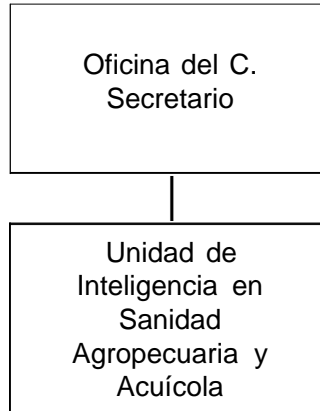 Oficina del C.
Secretario
Unidad de
Inteligencia en
Sanidad
Agropecuaria y
Acuícola